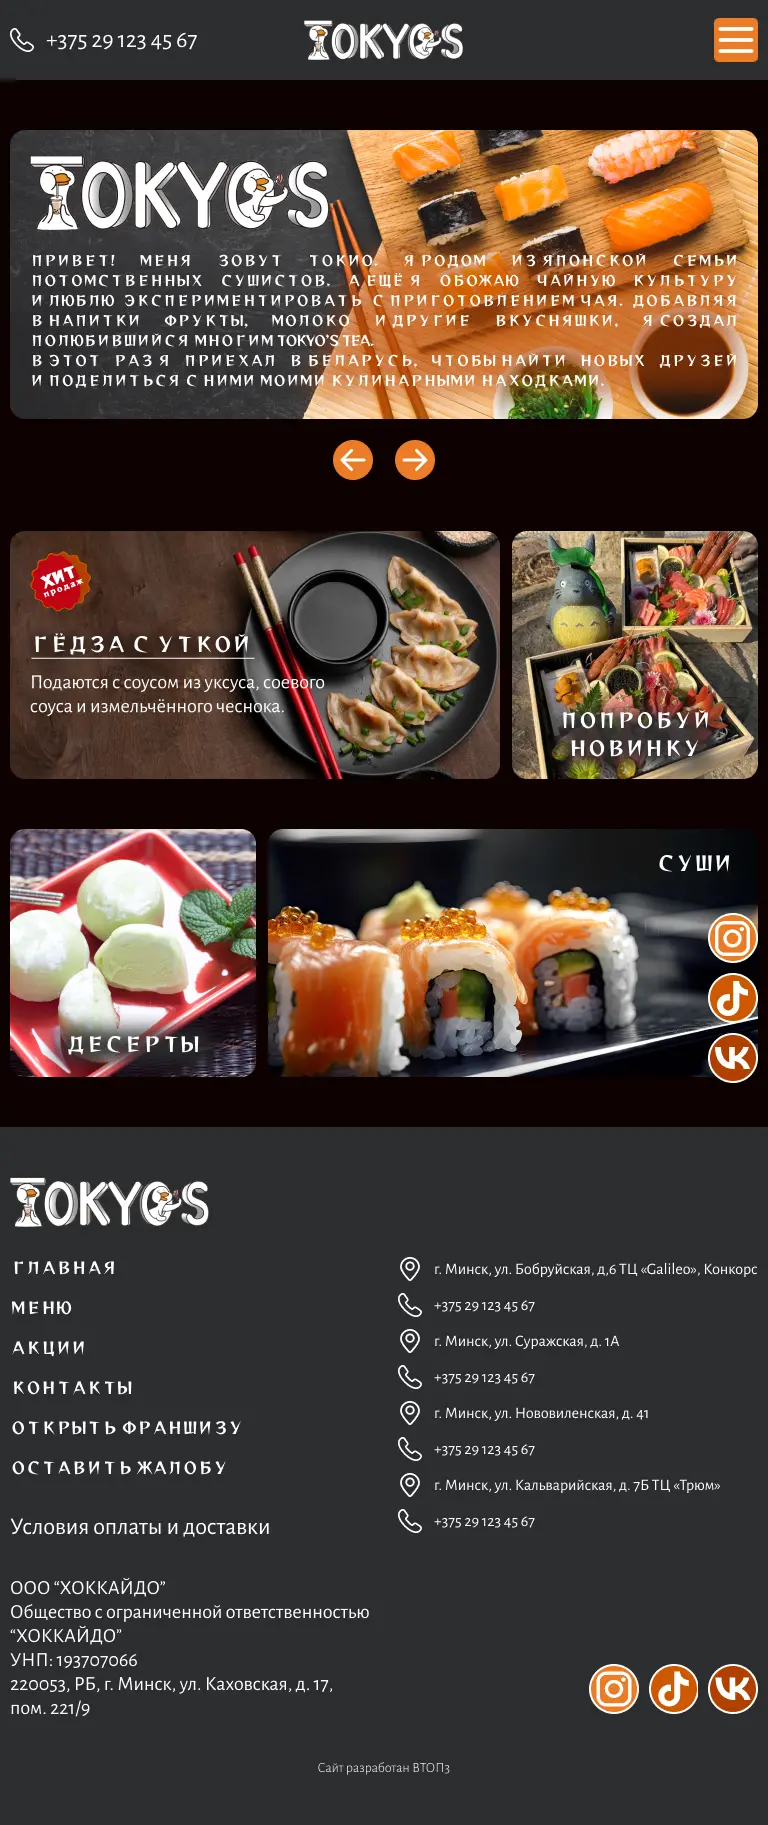 +375 29 123 45 67
TOKYO'S
TOKYO'S
ПРИВЕТ! МЕНЯ ЗОВУТ ТОКИО. Я РОДОМ ИЗ ЯПОНСКОЙ СЕМЬИ
ПОТОМСТВЕННЫХ СУШИСТОВ. А ЕЩЁ Я ОБОЖАЮ ЧАЙНУЮ КУЛЬТУРУ
И ЛЮБЛЮ ЭКСПЕРИМЕНТИРОВАТЬ С ПРИГОТОВЛЕНИЕМ ЧАЯ. ДОБАВЛЯЯ
В НАПИТКИ ФРУКТЫ, МОЛОКО И ДРУГИЕ ВКУСНЯШКИ, Я СОЗДАЛ
ПОЛЮБИВШИЙСЯ МНОГИМ TOKYO'S TEA.
В ЭТОТ РАЗ Я ПРИЕХАЛ В БЕЛАРУСЬ, ЧТОБЫ НАЙТИ НОВЫХ ДРУЗЕЙ
И ПОДЕЛИТЬСЯ С НИМИ МОИМИ КУЛИНАРНЫМИ НАХОДКАМИ.
ХИТ
продаж
ГЁДЗА С УТКОЙ
Подаются с соусом из уксуса, соевого
соуса и измельчённого чеснока.
ПОПРОБУЙ
НОВИНКУ
ДЕСЕРТЫ
СУШИ
TOKYO'S
ГЛАВНАЯ
МЕНЮ
АКЦИИ
КОНТАКТЫ
ОТКРЫТЬ ФРАНШИЗУ
ОСТАВИТЬ ЖАЛОБУ
Условия оплаты и доставки
г. Минск, ул. Бобруйская, д,6 ТЦ «Galileo», Конкорс
+375 29 123 45 67
г. Минск, ул. Суражская, д. 1А
+375 29 123 45 67
г. Минск, ул. Нововиленская, д. 41
+375 29 123 45 67
г. Минск, ул. Кальварийская, д. 7Б ТЦ «Трюм»
+375 29 123 45 67
ООО “ХОККАЙДО”
Общество с ограниченной ответственностью
“ХОККАЙДО”
УНП: 193707066
220053, РБ, г. Минск, ул. Каховская, д. 17,
пом. 221/9
Сайт разработан ВТОП3